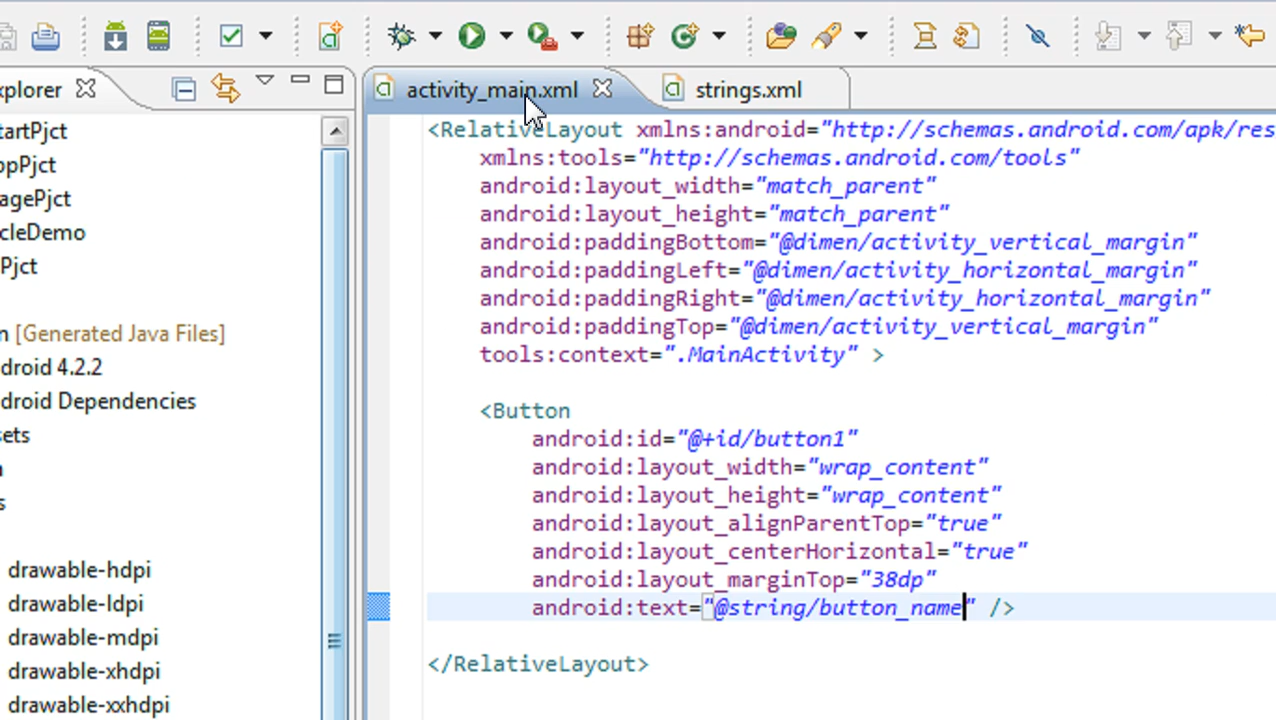 xplorer
activity_main.xml
strings.xml
tartPjct
ppPjct
agePjct
cleDemo
Pjct
n [Generated Java Files]
droid 4.2.2
droid Dependencies
sets
n
s
drawable-hdpi
drawable-ldpi
drawable-mdpi
drawable-xhdpi
drawable-xxhdpi
<RelativeLayout xmlns:android="http://schemas.android.com/apk/res
xmlns:tools="http://schemas.android.com/tools"
android:layout_width="match_parent"
android:layout_height="match_parent"
android:paddingBottom="@dimen/activity_vertical_margin"
android:paddingLeft="@dimen/activity_horizontal_margin"
android:paddingRight="@dimen/activity_horizontal_margin"
android:paddingTop="@dimen/activity_vertical_margin"
tools:context=".MainActivity" >
<Button
android:id="@+id/button1"
android:layout_width="wrap_content"
android:layout_height="wrap_content"
android:layout_alignParentTop="true"
android:layout_centerHorizontal="true"
android:layout_marginTop="38dp"
android:text="@string/button_name" />
</RelativeLayout>